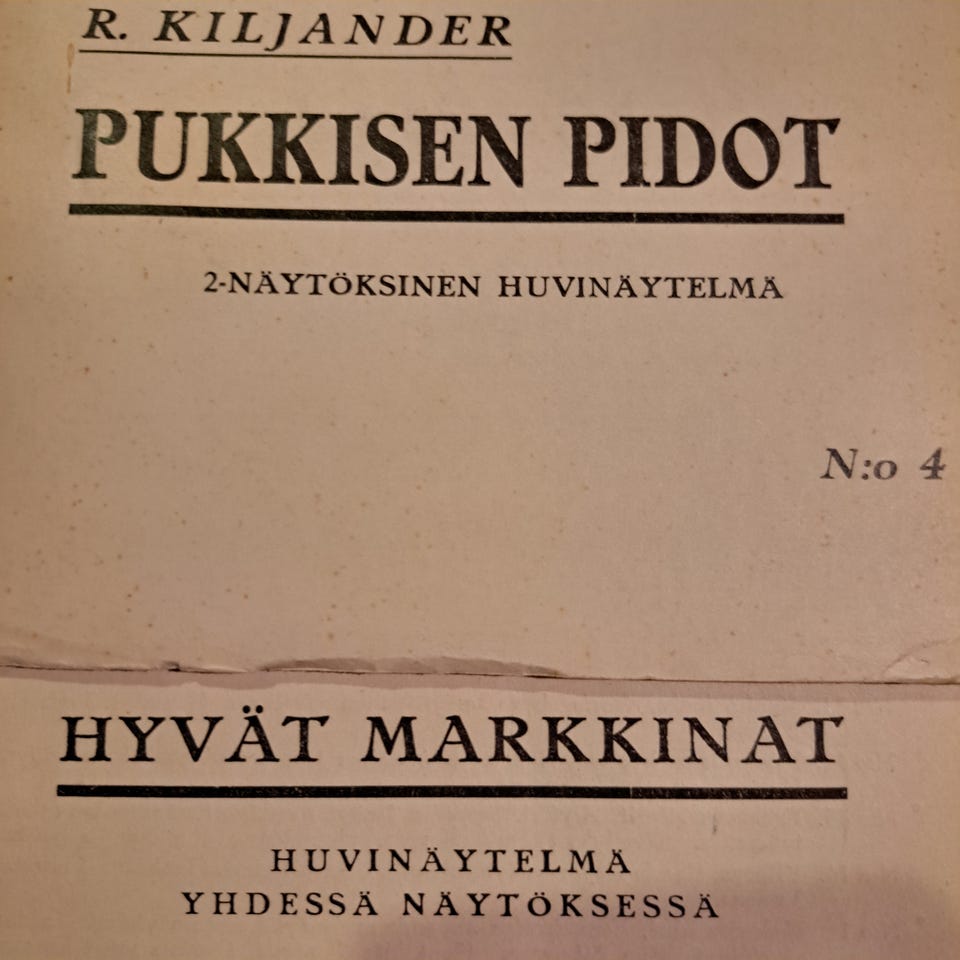 R. KILJANDER
PUKKISEN PIDOT
2-NÄYTÖKSINEN HUVINÄYTELMÄ
N:o 4
HYVÄT MARKKINAT
HUVINÄYTELMÄ
YHDESSÄ NÄYTÖKSESSÄ